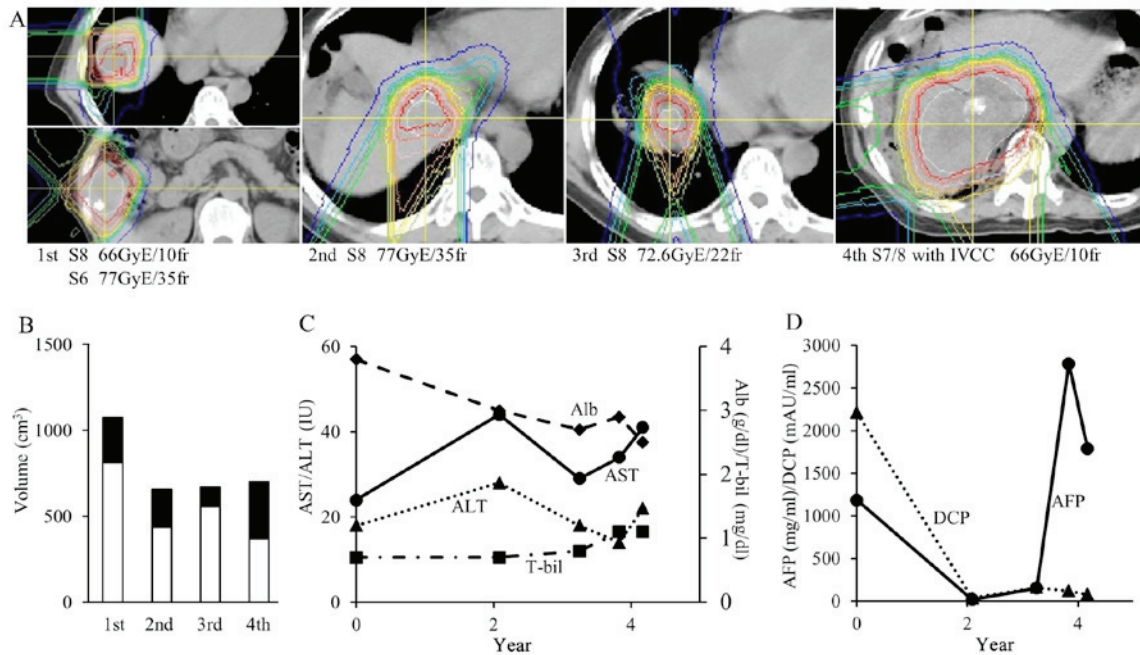 A
1st S8 66GyE/10fr
S6 77GyE/35fr
2nd S8 77GyE/35fr
3rd S8 72.6GyE/22fr
4th S7/8 with IVCC 66GyE/10fr
B
Volume (cm³)
1500
1000
500
0
1st 2nd 3rd 4th
C
AST/ALT (IU)
60
40
20
0
Alb
AST
ALT
T-bil
4
3
2
1
0
Alb (g/dl)/T-bil (mg/dl)
0 2 4
Year
D
AFP (mg/ml)/DCP (mAU/ml)
3000
2500
2000
1500
1000
500
0
DCP
AFP
0 2 4
Year